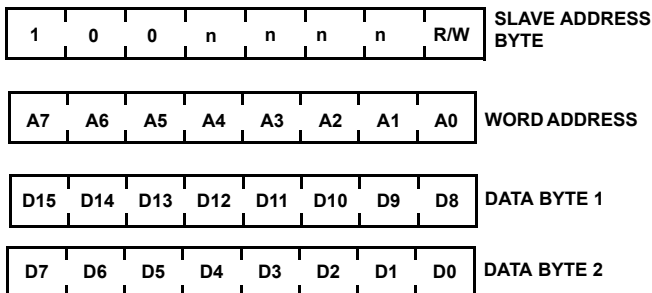 1 0 0 n n n n R/W SLAVE ADDRESS
BYTE
A7 A6 A5 A4 A3 A2 A1 A0 WORD ADDRESS
D15 D14 D13 D12 D11 D10 D9 D8 DATA BYTE 1
D7 D6 D5 D4 D3 D2 D1 D0 DATA BYTE 2